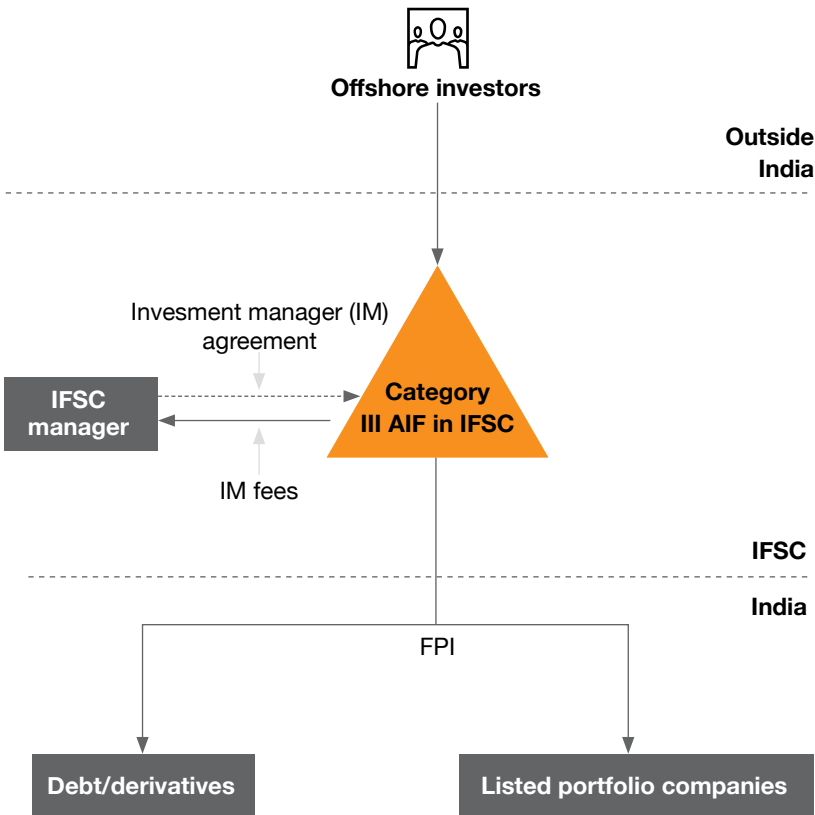 Offshore investors
Outside
India
Invesment manager (IM)
agreement
IFSC
manager
Category
III AIF in IFSC
IM fees
IFSC
India
FPI
Debt/derivatives
Listed portfolio companies